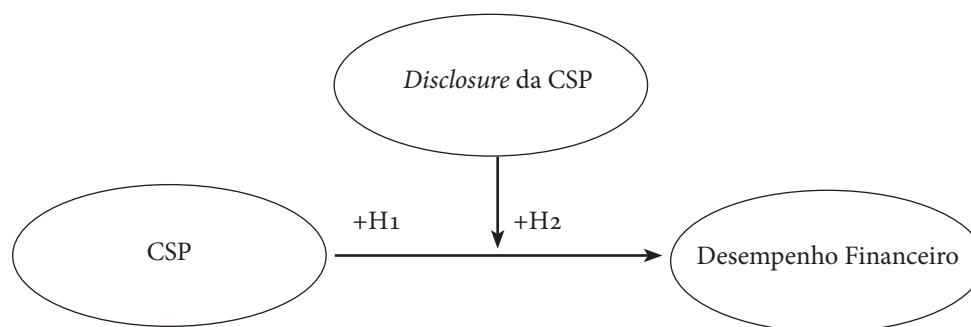 Disclosure da CSP
+H1
+H2
CSP
Desempenho Financeiro